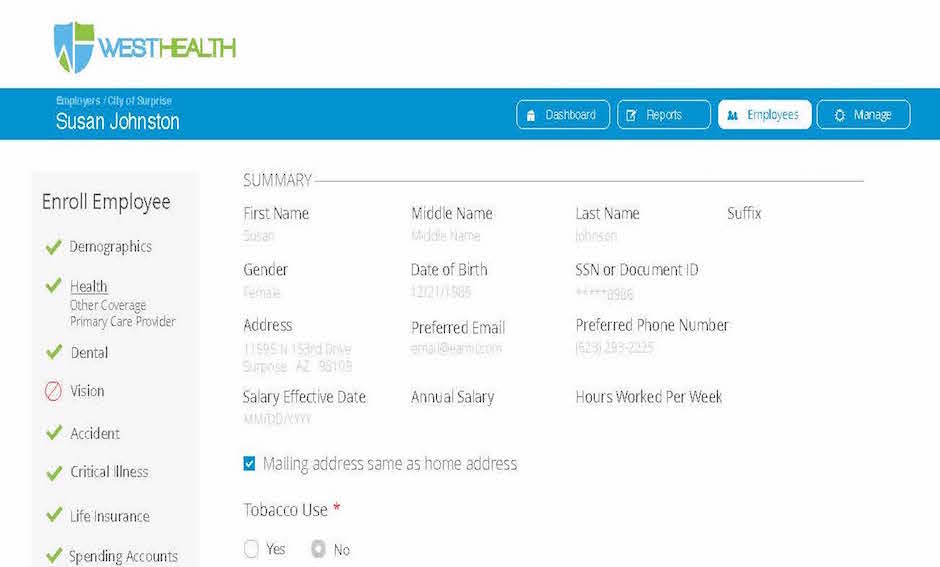 WESTHEALTH
Employers / City of Surprise
Susan Johnston
Dashboard
Reports
Employees
Manage
Enroll Employee
Demographics
Health
Other Coverage
Primary Care Provider
Dental
Vision
Accident
Critical Illness
Life Insurance
Spending Accounts
SUMMARY
First Name
Middle Name
Last Name
Suffix
Susan
Middle Name
Johnson
Gender
Date of Birth
SSN or Document ID
Female
12/21/1985
*****8986
Address
Preferred Email
Preferred Phone Number
11595 N 153rd Drive
email@earnil.com
(623) 293-2225
Surprise AZ 98109
Salary Effective Date
Annual Salary
Hours Worked Per Week
MM/DD/YYYY
Mailing address same as home address
Tobacco Use *
Yes
No